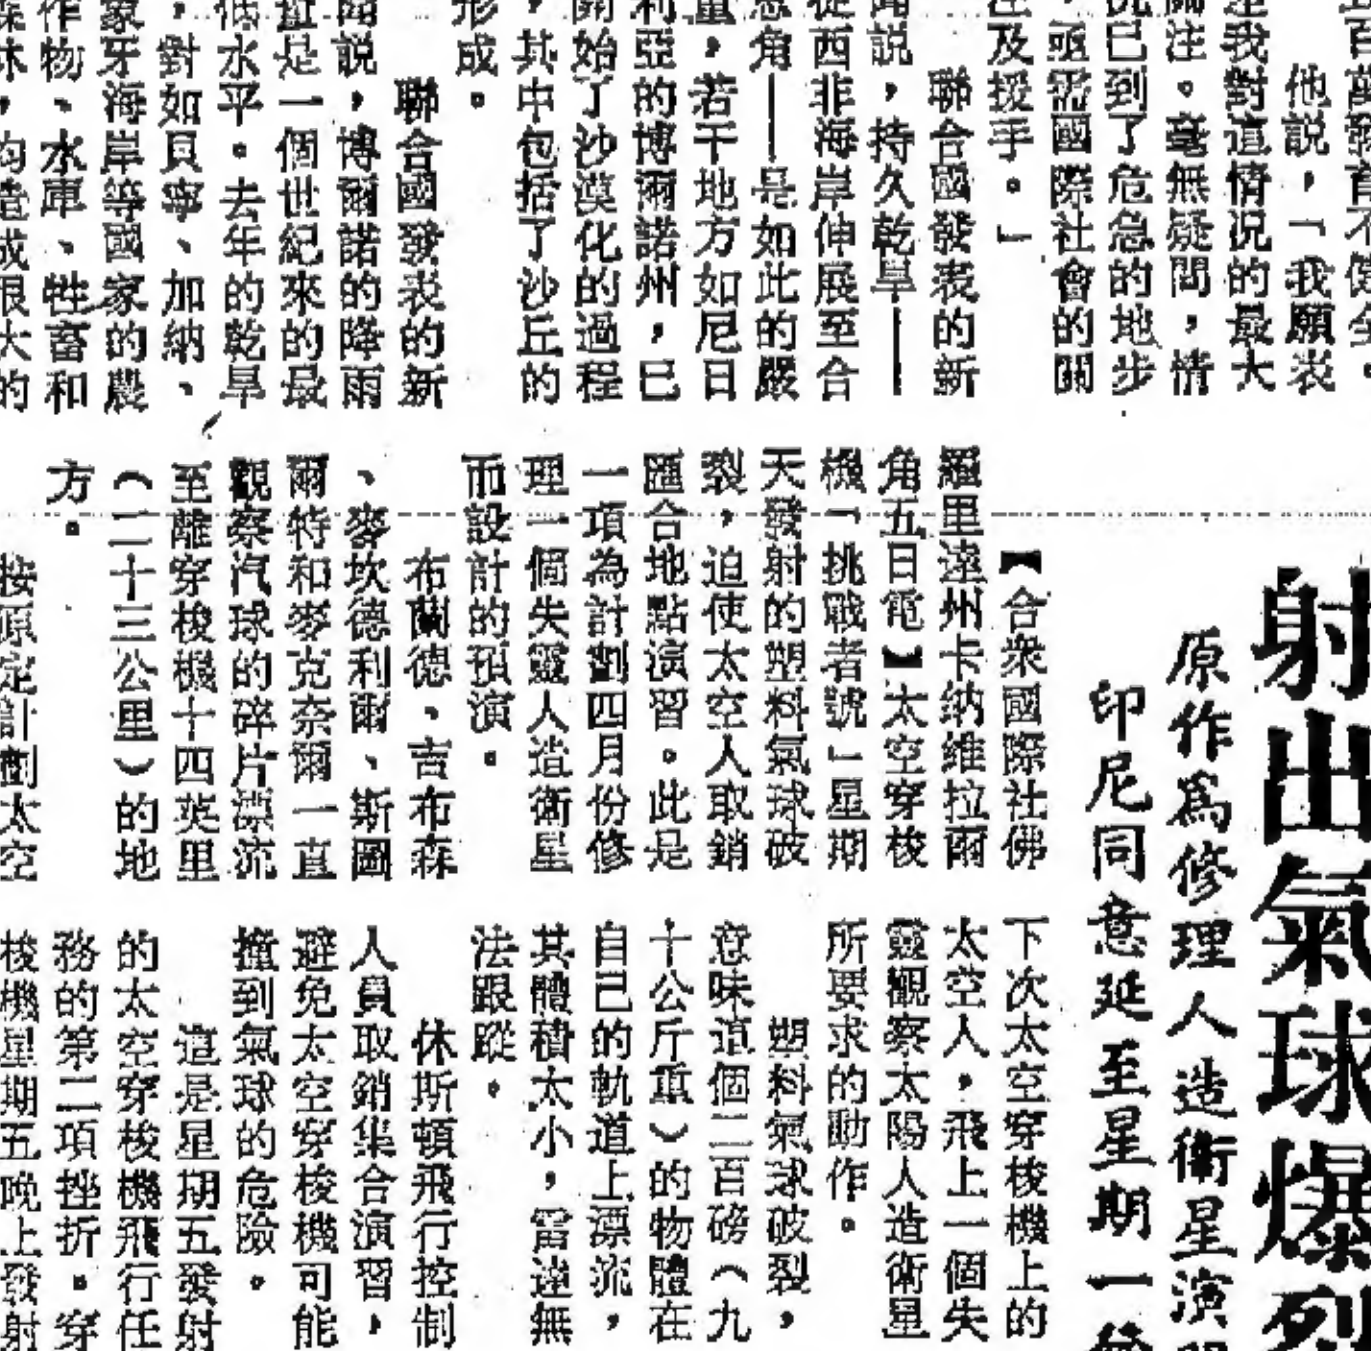 百萬發育不健全。
他説，「我願表
達我對這情況的最大
關注。毫無疑問，情
況已到了危急的地步
，亟需國際社會的關
注及援手。」
聯合國發表的新
聞説，持久乾旱——
從西非海岸伸展至合
恩角——是如此的嚴
重，若干地方如尼日
利亞的博爾諾州，已
開始了沙漠化的過程
，其中包括了沙丘的
形成。
聯合國發表的新
聞説，博爾諾的降雨
量是一個世紀來的最
低水平。去年的乾旱
，對如貝寧、加納、
象牙海岸等國家的農
作物、水庫、牲畜和
森林，均造成很大的
射出氣球爆裂
原作爲修理人造衛星演
印尼同意延至星期一
【合衆國際社佛
羅里達州卡納維拉爾
角五日電】太空穿梭
機「挑戰者號」星期
天發射的塑料氣球破
裂，迫使太空人取銷
匯合地點演習。此是
一項為計劃四月份修
理一個失靈人造衛星
而設計的預演。
布蘭德、吉布森
、麥坎德利爾、斯圖
爾特和麥克奈爾一直
觀察汽球的碎片漂流
至離穿梭機十四英里
（二十三公里）的地
方。
按原定計劃太空
下次太空穿梭機上的
太空人，飛上一個失
靈觀察太陽人造衛星
所要求的動作。
塑料氣球破裂，
意味這個二百磅（九
十公斤重）的物體在
自己的軌道上漂流，
其體積太小，雷達無
法跟蹤。
休斯頓飛行控制
人員取銷集合演習，
避免太空穿梭機可能
撞到氣球的危險。
這是星期五發射
的太空穿梭機飛行任
務的第二項挫折。穿
梭機星期五晚上發射